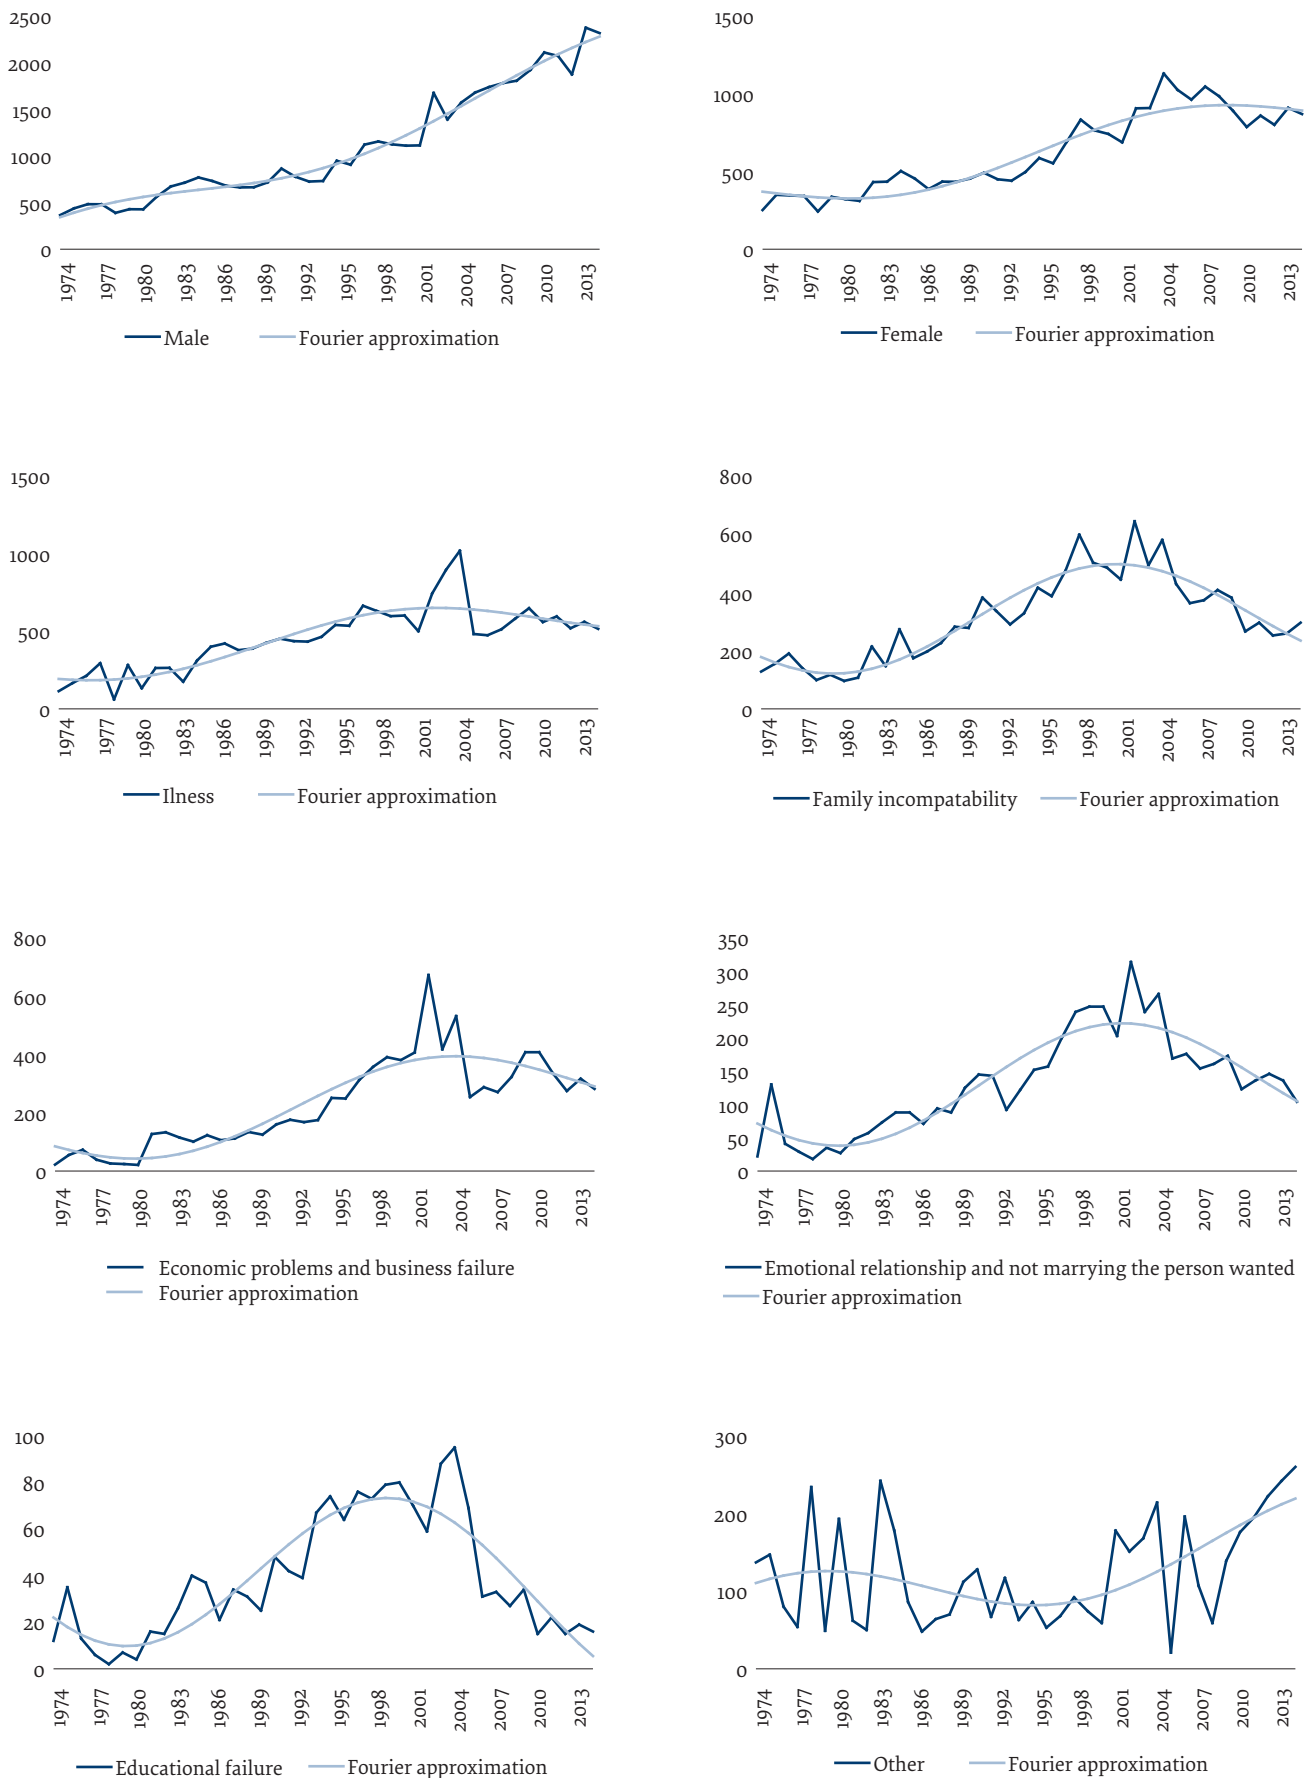 2500
2000
1500
1000
500
0
1974 1977 1980 1983 1986 1989 1992 1995 1998 2001 2004 2007 2010 2013
Male Fourier approximation
1500
1000
500
0
1974 1977 1980 1983 1986 1989 1992 1995 1998 2001 2004 2007 2010 2013
Female Fourier approximation
1500
1000
500
0
1974 1977 1980 1983 1986 1989 1992 1995 1998 2001 2004 2007 2010 2013
Ilness Fourier approximation
800
600
400
200
0
1974 1977 1980 1983 1986 1989 1992 1995 1998 2001 2004 2007 2010 2013
Family incompatability Fourier approximation
800
600
400
200
0
1974 1977 1980 1983 1986 1989 1992 1995 1998 2001 2004 2007 2010 2013
Economic problems and business failure
Fourier approximation
350
300
250
200
150
100
50
0
1974 1977 1980 1983 1986 1989 1992 1995 1998 2001 2004 2007 2010 2013
Emotional relationship and not marrying the person wanted
Fourier approximation
100
80
60
40
20
0
1974 1977 1980 1983 1986 1989 1992 1995 1998 2001 2004 2007 2010 2013
Educational failure Fourier approximation
300
200
100
0
1974 1977 1980 1983 1986 1989 1992 1995 1998 2001 2004 2007 2010 2013
Other Fourier approximation